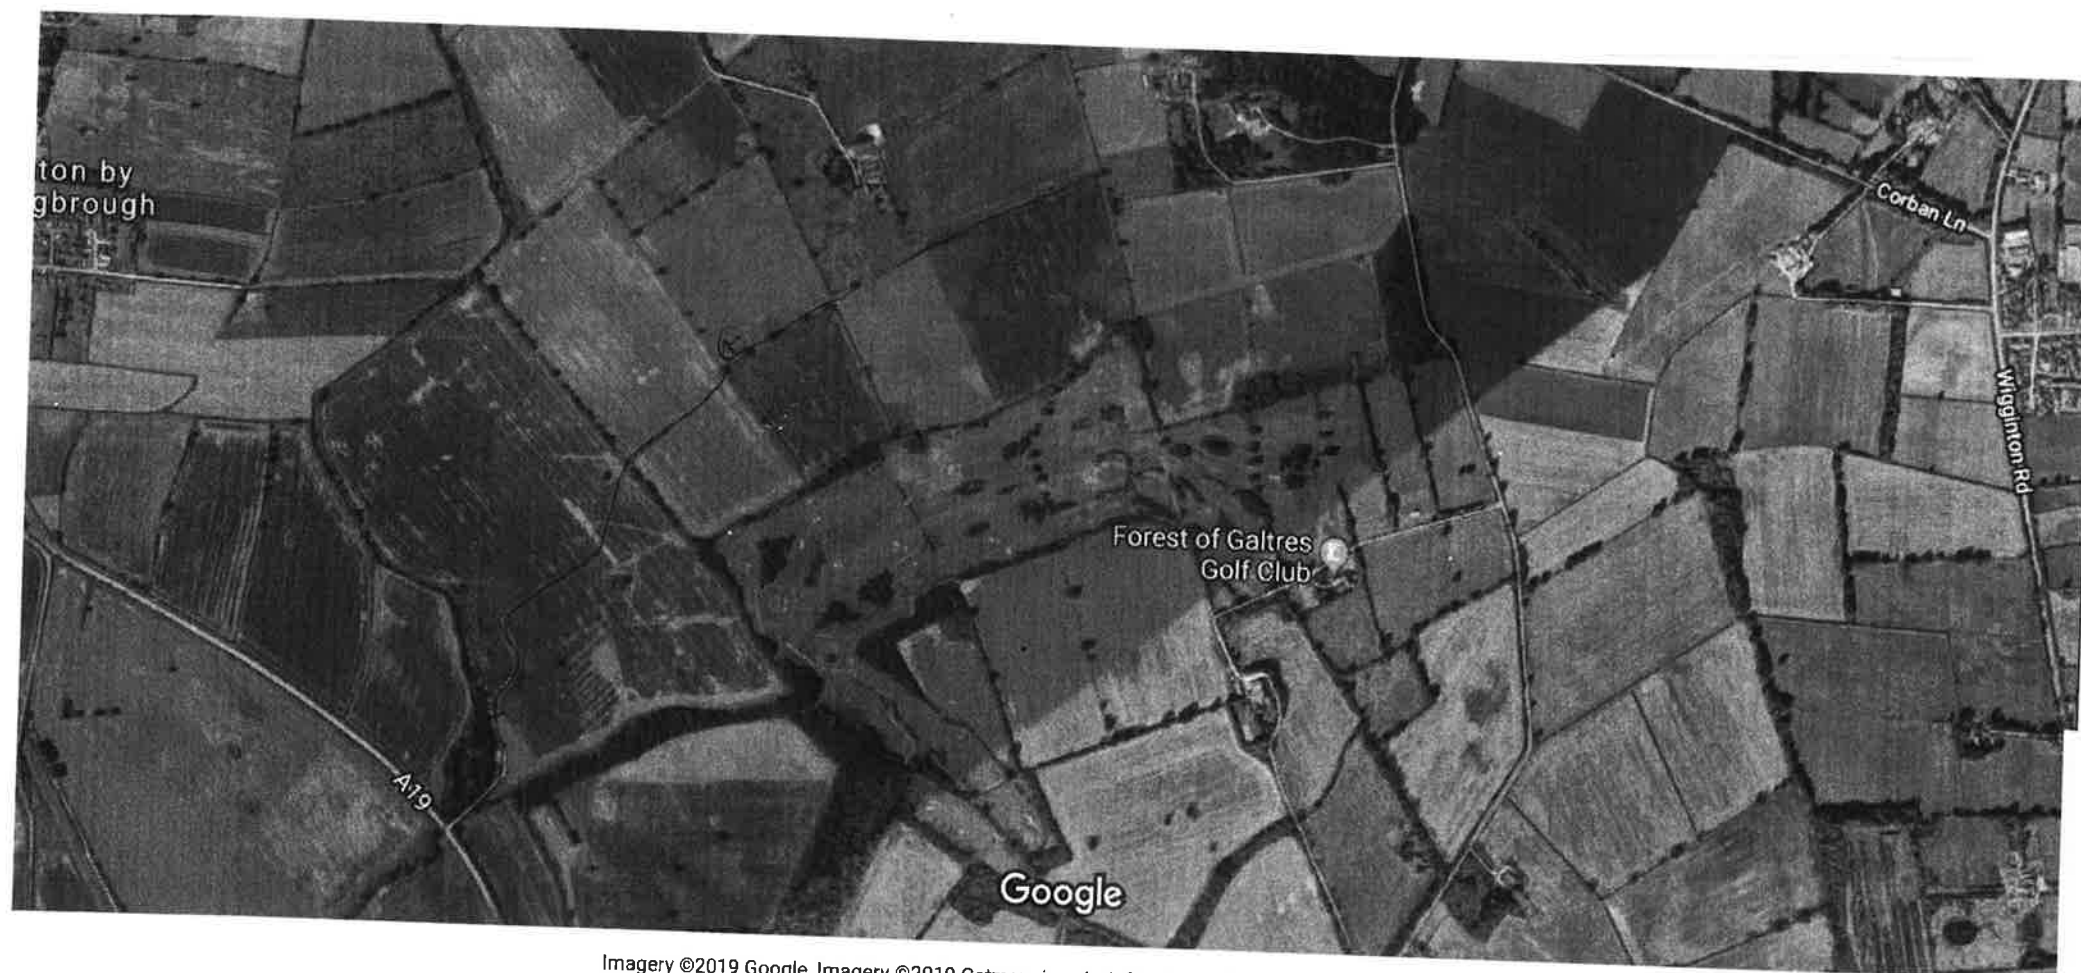 ton by
gbrough
Corban Ln
Wigginton Rd
Forest of Galtres
Golf Club
A19
Google
Imagery ©2019 Google, Imagery ©2019